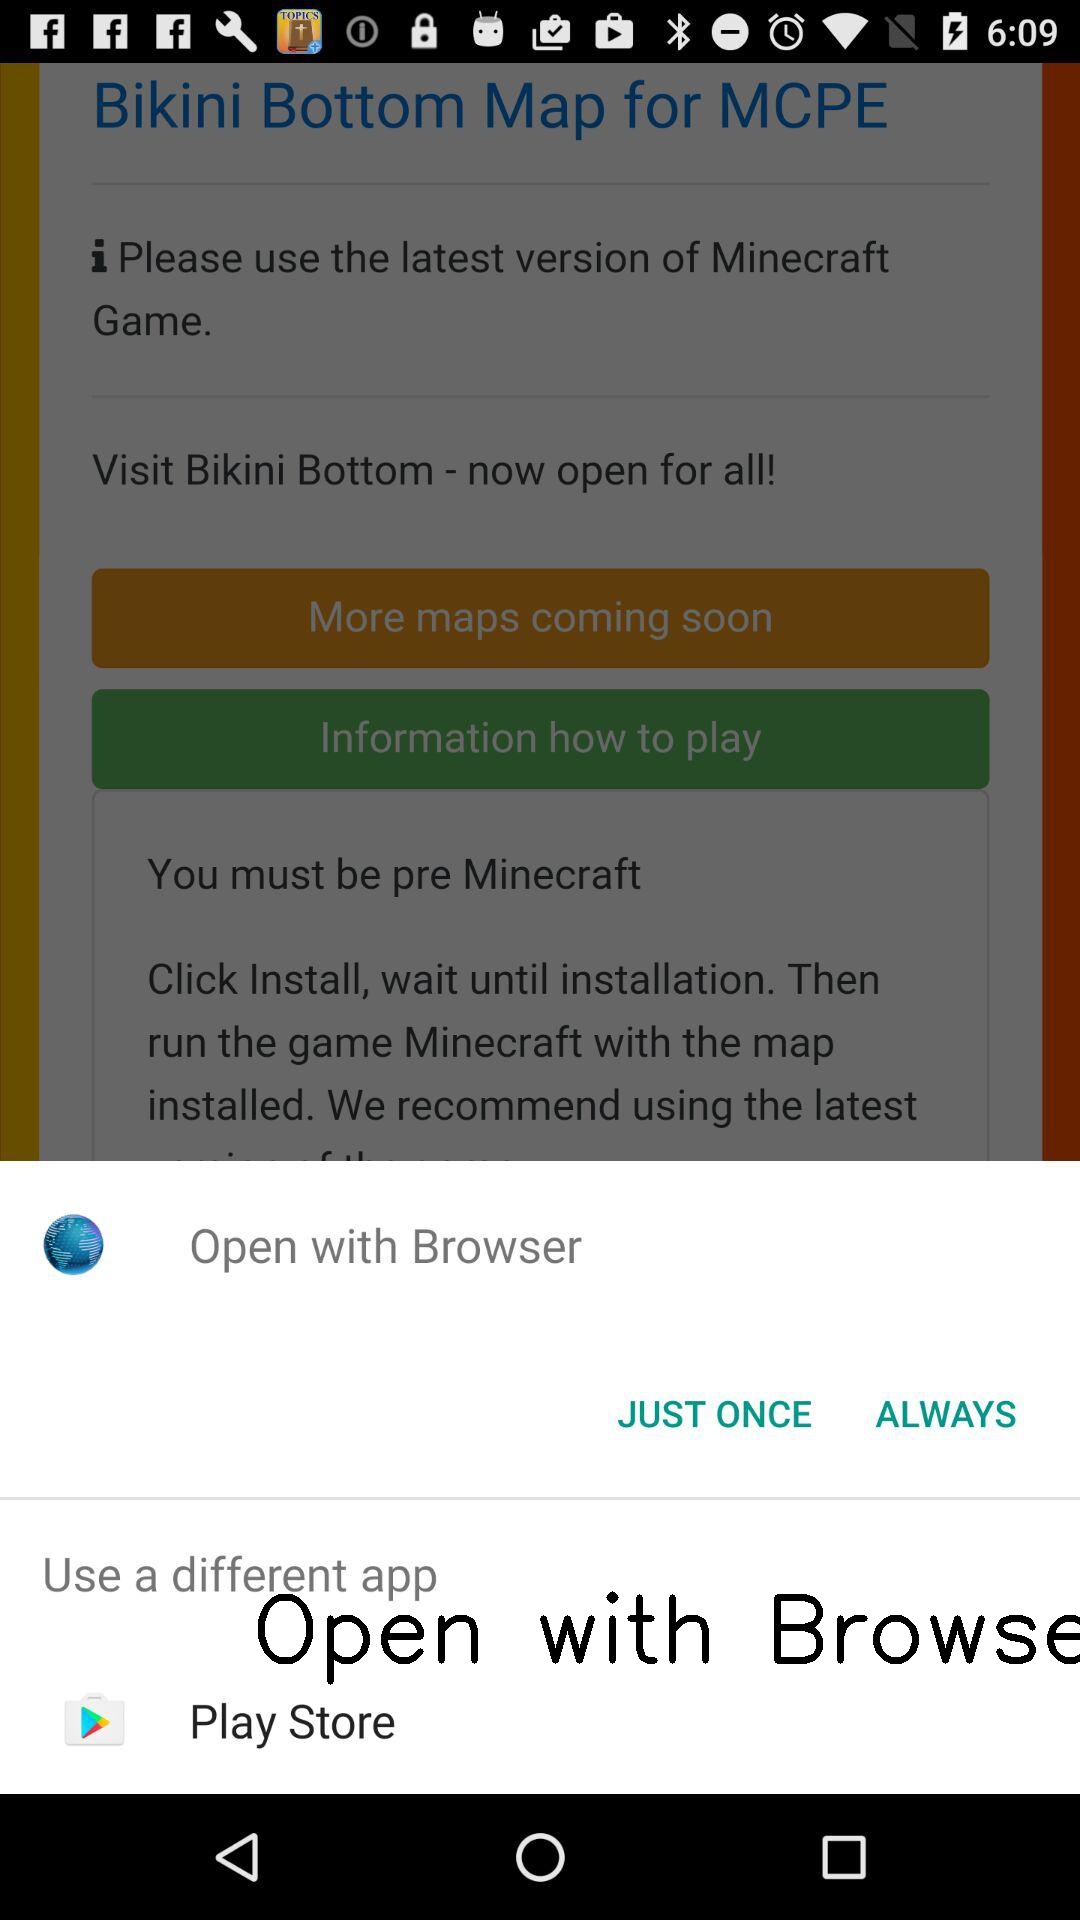 TOPICS
6:09
Bikini Bottom Map for MCPE
Please use the latest version of Minecraft
Game.
Visit Bikini Bottom - now open for all!
More maps coming soon
Information how to play
You must be pre Minecraft
Click Install, wait until installation. Then
run the game Minecraft with the map
installed. We recommend using the latest
Open with Browser
JUST ONCE
ALWAYS
Use a different app
Open with Browse
Play Store